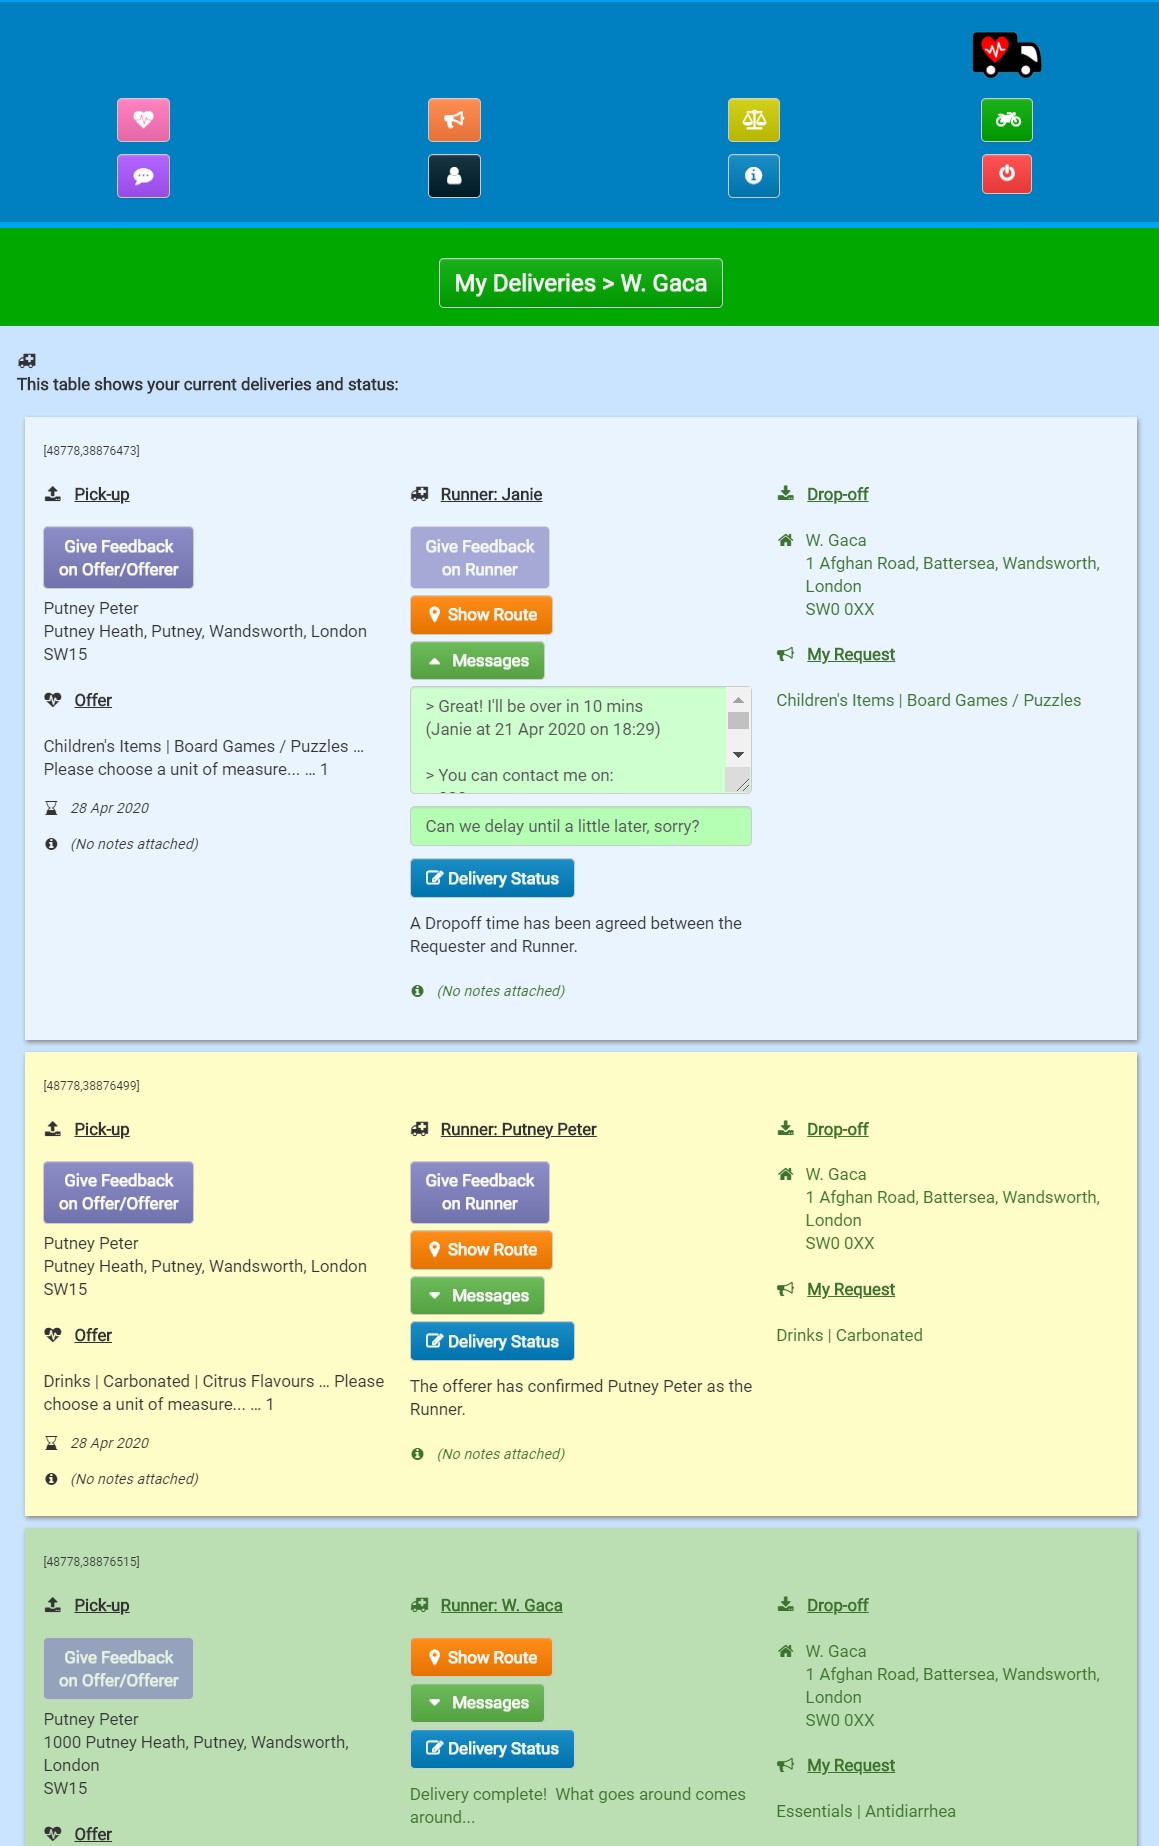 My Deliveries > W. Gaca
This table shows your current deliveries and status:
[48778,38876473]
Pick-up
Give Feedback
on Offer/Offerer
Putney Peter
Putney Heath, Putney, Wandsworth, London
SW15
Offer
Children's Items | Board Games / Puzzles ...
Please choose a unit of measure... ... 1
28 Apr 2020
(No notes attached)
Runner: Janie
Give Feedback
on Runner
Show Route
Messages
> Great! I'll be over in 10 mins
(Janie at 21 Apr 2020 on 18:29)
> You can contact me on:
Can we delay until a little later, sorry?
Delivery Status
A Dropoff time has been agreed between the
Requester and Runner.
(No notes attached)
Drop-off
W. Gaca
1 Afghan Road, Battersea, Wandsworth,
London
SW0 0XX
My Request
Children's Items | Board Games / Puzzles
[48778,38876499]
Pick-up
Give Feedback
on Offer/Offerer
Putney Peter
Putney Heath, Putney, Wandsworth, London
SW15
Offer
Drinks | Carbonated | Citrus Flavours ... Please
choose a unit of measure... ... 1
28 Apr 2020
(No notes attached)
Runner: Putney Peter
Give Feedback
on Runner
Show Route
Messages
Delivery Status
The offerer has confirmed Putney Peter as the
Runner.
(No notes attached)
Drop-off
W. Gaca
1 Afghan Road, Battersea, Wandsworth,
London
SW0 0XX
My Request
Drinks | Carbonated
[48778,38876515]
Pick-up
Give Feedback
on Offer/Offerer
Putney Peter
1000 Putney Heath, Putney, Wandsworth,
London
SW15
Offer
Runner: W. Gaca
Show Route
Messages
Delivery Status
Delivery complete!  What goes around comes
around...
Drop-off
W. Gaca
1 Afghan Road, Battersea, Wandsworth,
London
SW0 0XX
My Request
Essentials | Antidiarrhea